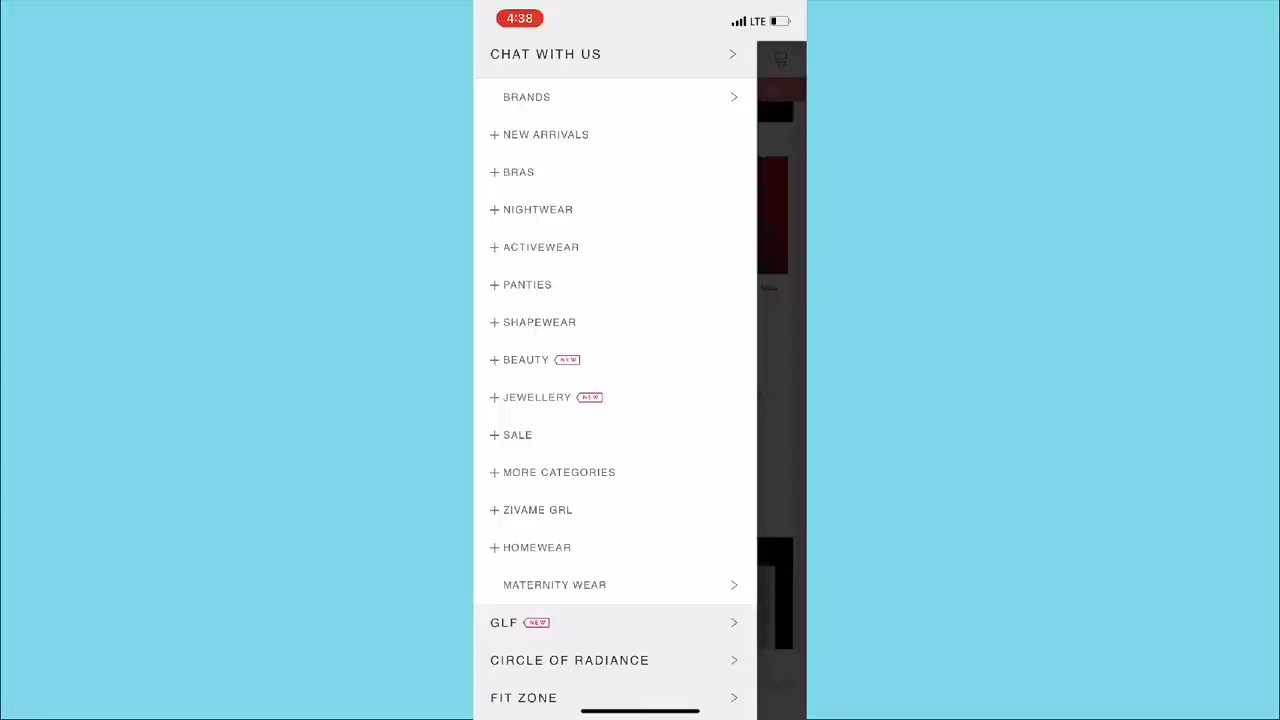 4:38
LTE
CHAT WITH US
BRANDS
NEW ARRIVALS
BRAS
NIGHTWEAR
ACTIVEWEAR
PANTIES
SHAPEWEAR
BEAUTY NEW
JEWELLERY NEW
SALE
MORE CATEGORIES
ZIVAME GRL
HOMEWEAR
MATERNITY WEAR
GLF NEW
CIRCLE OF RADIANCE
FIT ZONE